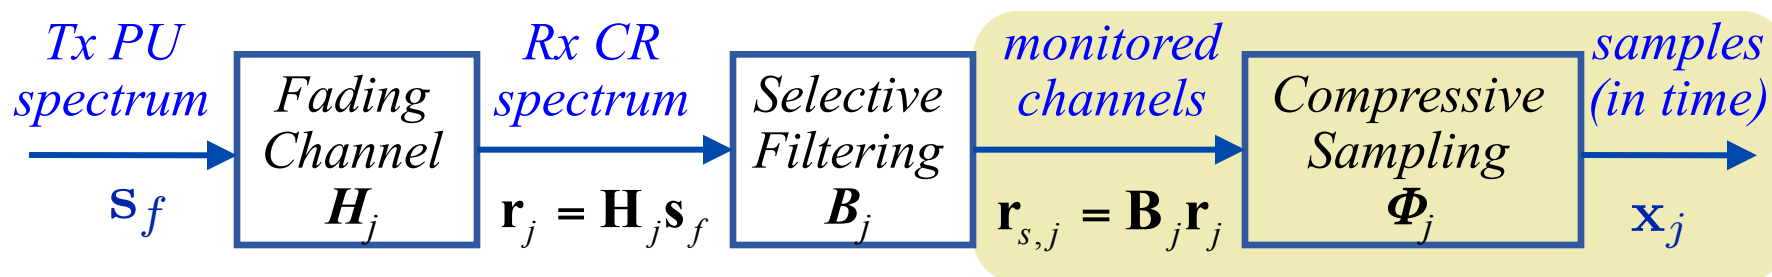 Tx PU
spectrum
s_f
Fading
Channel
H_j
Rx CR
spectrum
r_j = H_j s_f
Selective
Filtering
B_j
monitored
channels
r_{s,j} = B_j r_j
Compressive
Sampling
Φ_j
samples
(in time)
x_j